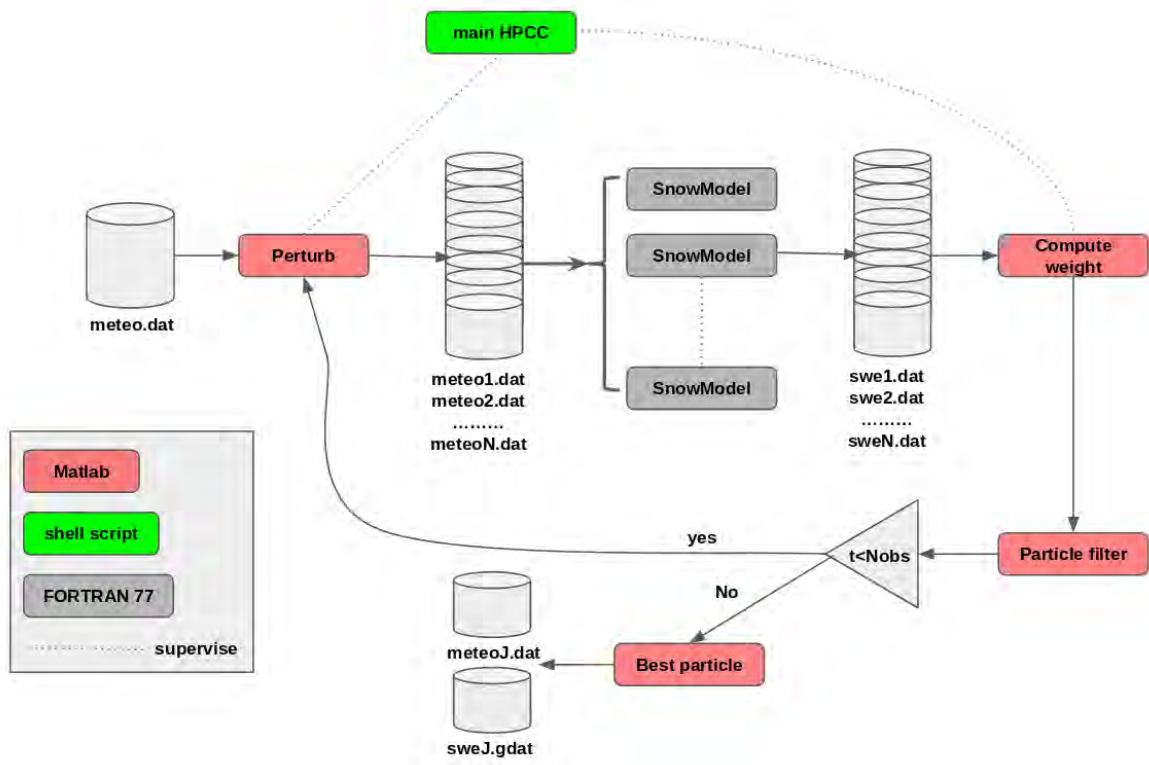 main HPCC
SnowModel
Perturb
SnowModel
Compute
weight
meteo.dat
SnowModel
meteo1.dat
meteo2.dat
.........
meteoN.dat
swe1.dat
swe2.dat
.........
sweN.dat
Matlab
shell script
FORTRAN 77
supervise
yes
t<Nobs
Particle filter
No
meteoJ.dat
Best particle
sweJ.gdat